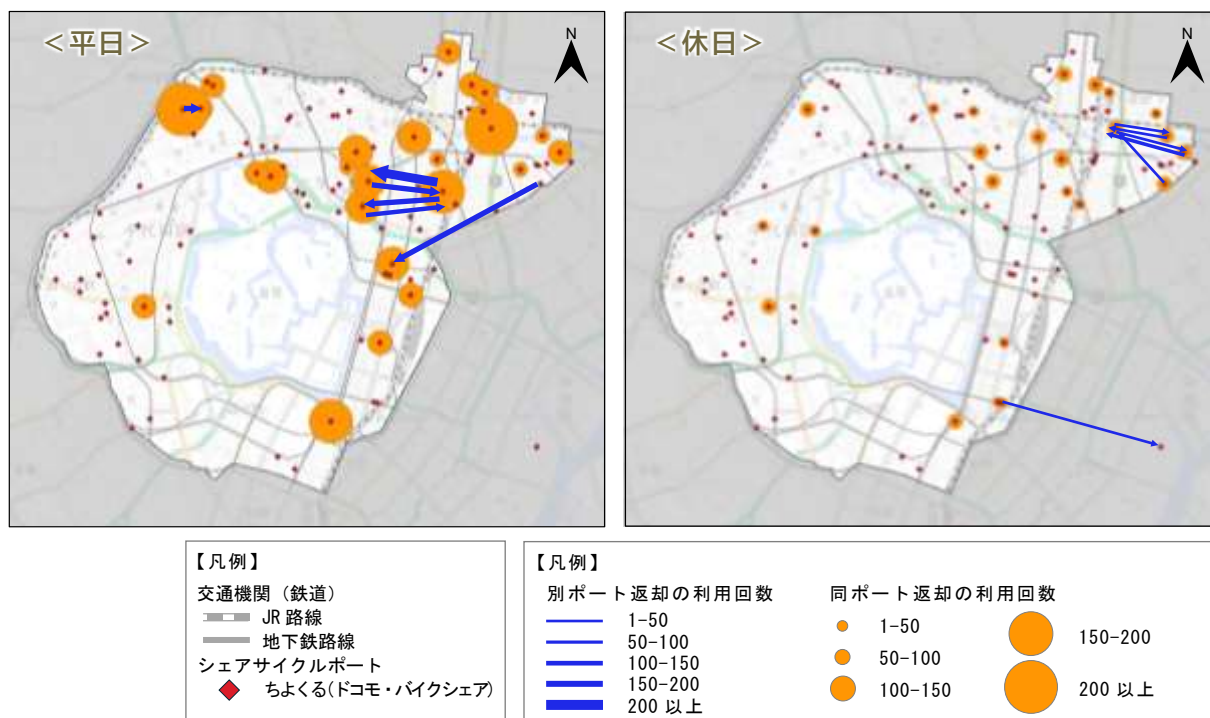 ＜平日＞
N
＜休日＞
N
【凡例】
交通機関（鉄道）
JR 路線
地下鉄路線
シェアサイクルポート
ちよくる(ドコモ・バイクシェア)
【凡例】
別ポート返却の利用回数
1-50
50-100
100-150
150-200
200 以上
同ポート返却の利用回数
1-50
50-100
100-150
150-200
200 以上